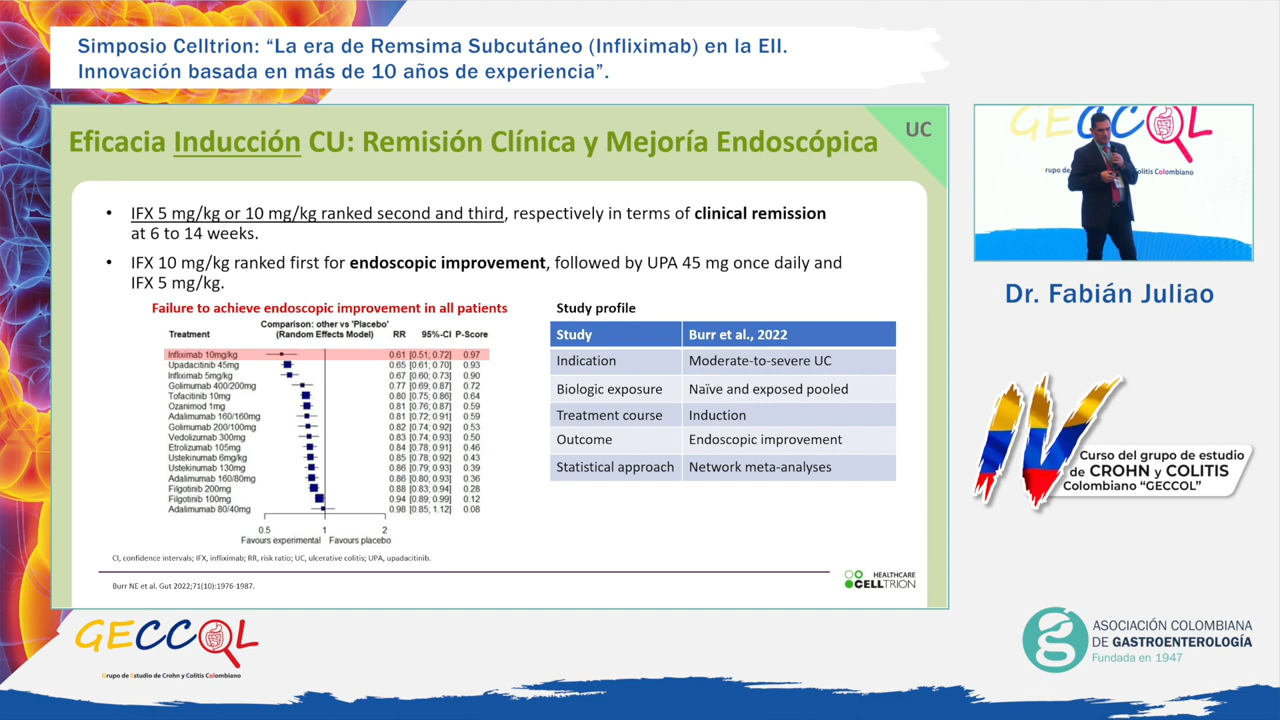 Simposio Celltrion: “La era de Remsima Subcutáneo (Infliximab) en la EII.
Innovación basada en más de 10 años de experiencia”.
Eficacia Inducción CU: Remisión Clínica y Mejoría Endoscópica
UC
• IFX 5 mg/kg or 10 mg/kg ranked second and third, respectively in terms of clinical remission
at 6 to 14 weeks.
• IFX 10 mg/kg ranked first for endoscopic improvement, followed by UPA 45 mg once daily and
IFX 5 mg/kg.
Failure to achieve endoscopic improvement in all patients
Comparison: other vs 'Placebo'
Treatment (Random Effects Model) RR 95%-CI P-Score
Infliximab 10mg/kg 0.61 [0.51; 0.72] 0.97
Upadacitinib 45mg 0.65 [0.61; 0.70] 0.93
Infliximab 5mg/kg 0.67 [0.60; 0.73] 0.90
Golimumab 400/200mg 0.77 [0.69; 0.87] 0.72
Tofacitinib 10mg 0.80 [0.75; 0.86] 0.64
Ozanimod 1mg 0.81 [0.76; 0.87] 0.59
Adalimumab 160/160mg 0.81 [0.72; 0.91] 0.59
Golimumab 200/100mg 0.82 [0.74; 0.92] 0.53
Vedolizumab 300mg 0.83 [0.74; 0.93] 0.50
Etrolizumab 105mg 0.84 [0.78; 0.91] 0.46
Ustekinumab 6mg/kg 0.85 [0.78; 0.92] 0.43
Ustekinumab 130mg 0.86 [0.79; 0.93] 0.39
Adalimumab 160/80mg 0.86 [0.80; 0.93] 0.36
Filgotinib 200mg 0.88 [0.83; 0.94] 0.28
Filgotinib 100mg 0.94 [0.89; 0.99] 0.12
Adalimumab 80/40mg 0.98 [0.85; 1.12] 0.08
0.5 1 2
Favours experimental Favours placebo
Study profile
Study Burr et al., 2022
Indication Moderate-to-severe UC
Biologic exposure Naïve and exposed pooled
Treatment course Induction
Outcome Endoscopic improvement
Statistical approach Network meta-analyses
CI, confidence intervals; IFX, infliximab; RR, risk ratio; UC, ulcerative colitis; UPA, upadacitinib.
Burr NE et al. Gut 2022;71(10):1976-1987.
HEALTHCARE
CELLTRION
GECCOL
rupo de Colitis Colombiano
Dr. Fabián Juliao
IV
Curso del grupo de estudio
de CROHN y COLITIS
Colombiano “GECCOL”
GECCOL
Grupo de Estudio de Crohn y Colitis Colombiano
ASOCIACIÓN COLOMBIANA
DE GASTROENTEROLOGÍA
Fundada en 1947